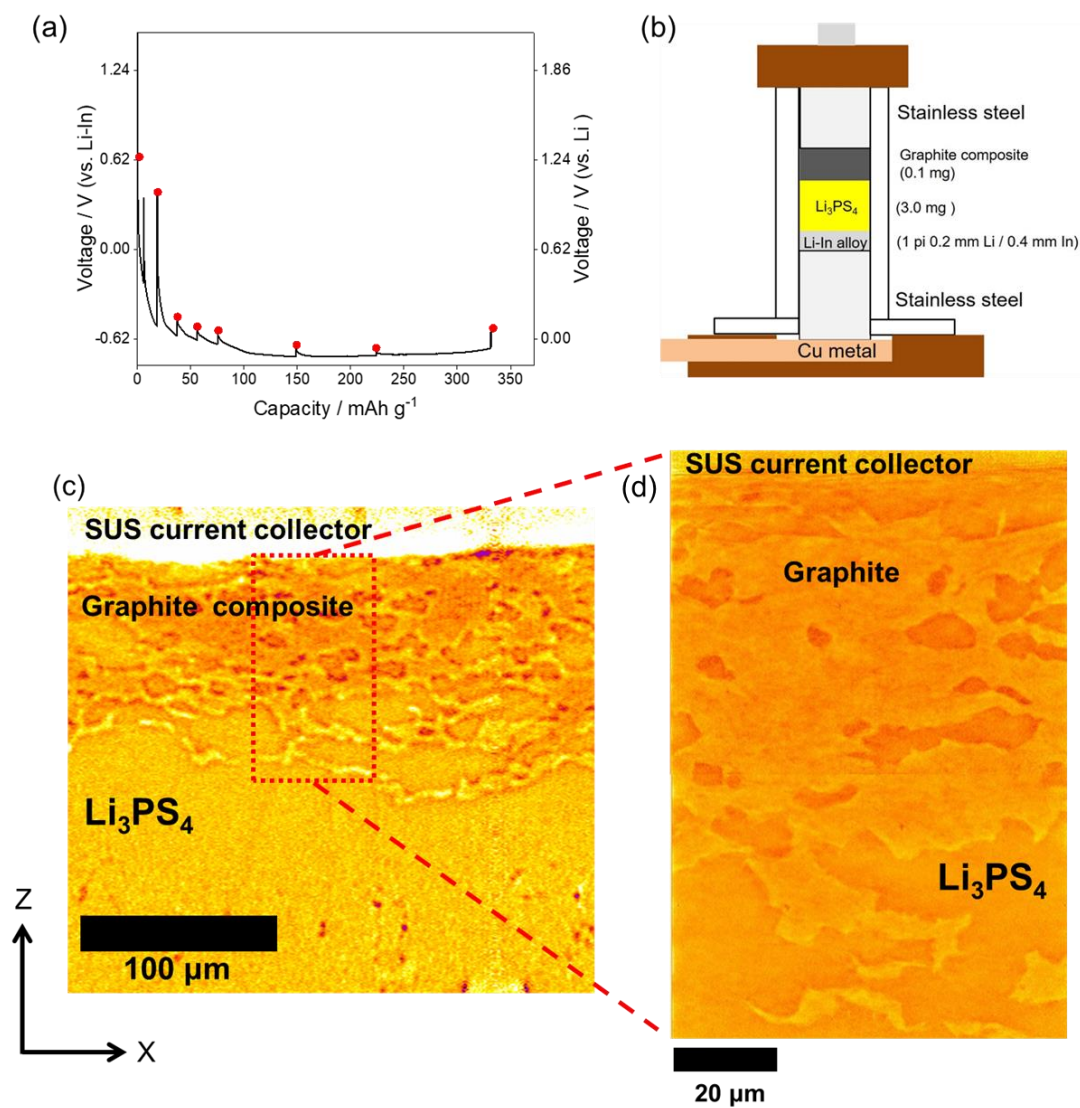 (a)
1.24
0.62
0.00
-0.62
Voltage / V (vs. Li-In)
1.86
1.24
0.62
0.00
Voltage / V (vs. Li )
0 50 100 150 200 250 300 350
Capacity / mAh g⁻¹
(b)
Stainless steel
Graphite composite
(0.1 mg)
Li₃PS₄
(3.0 mg )
Li-In alloy
(1 pi 0.2 mm Li / 0.4 mm In)
Stainless steel
Cu metal
(c)
SUS current collector
Graphite composite
Li₃PS₄
100 μm
Z
X
(d)
SUS current collector
Graphite
Li₃PS₄
20 μm